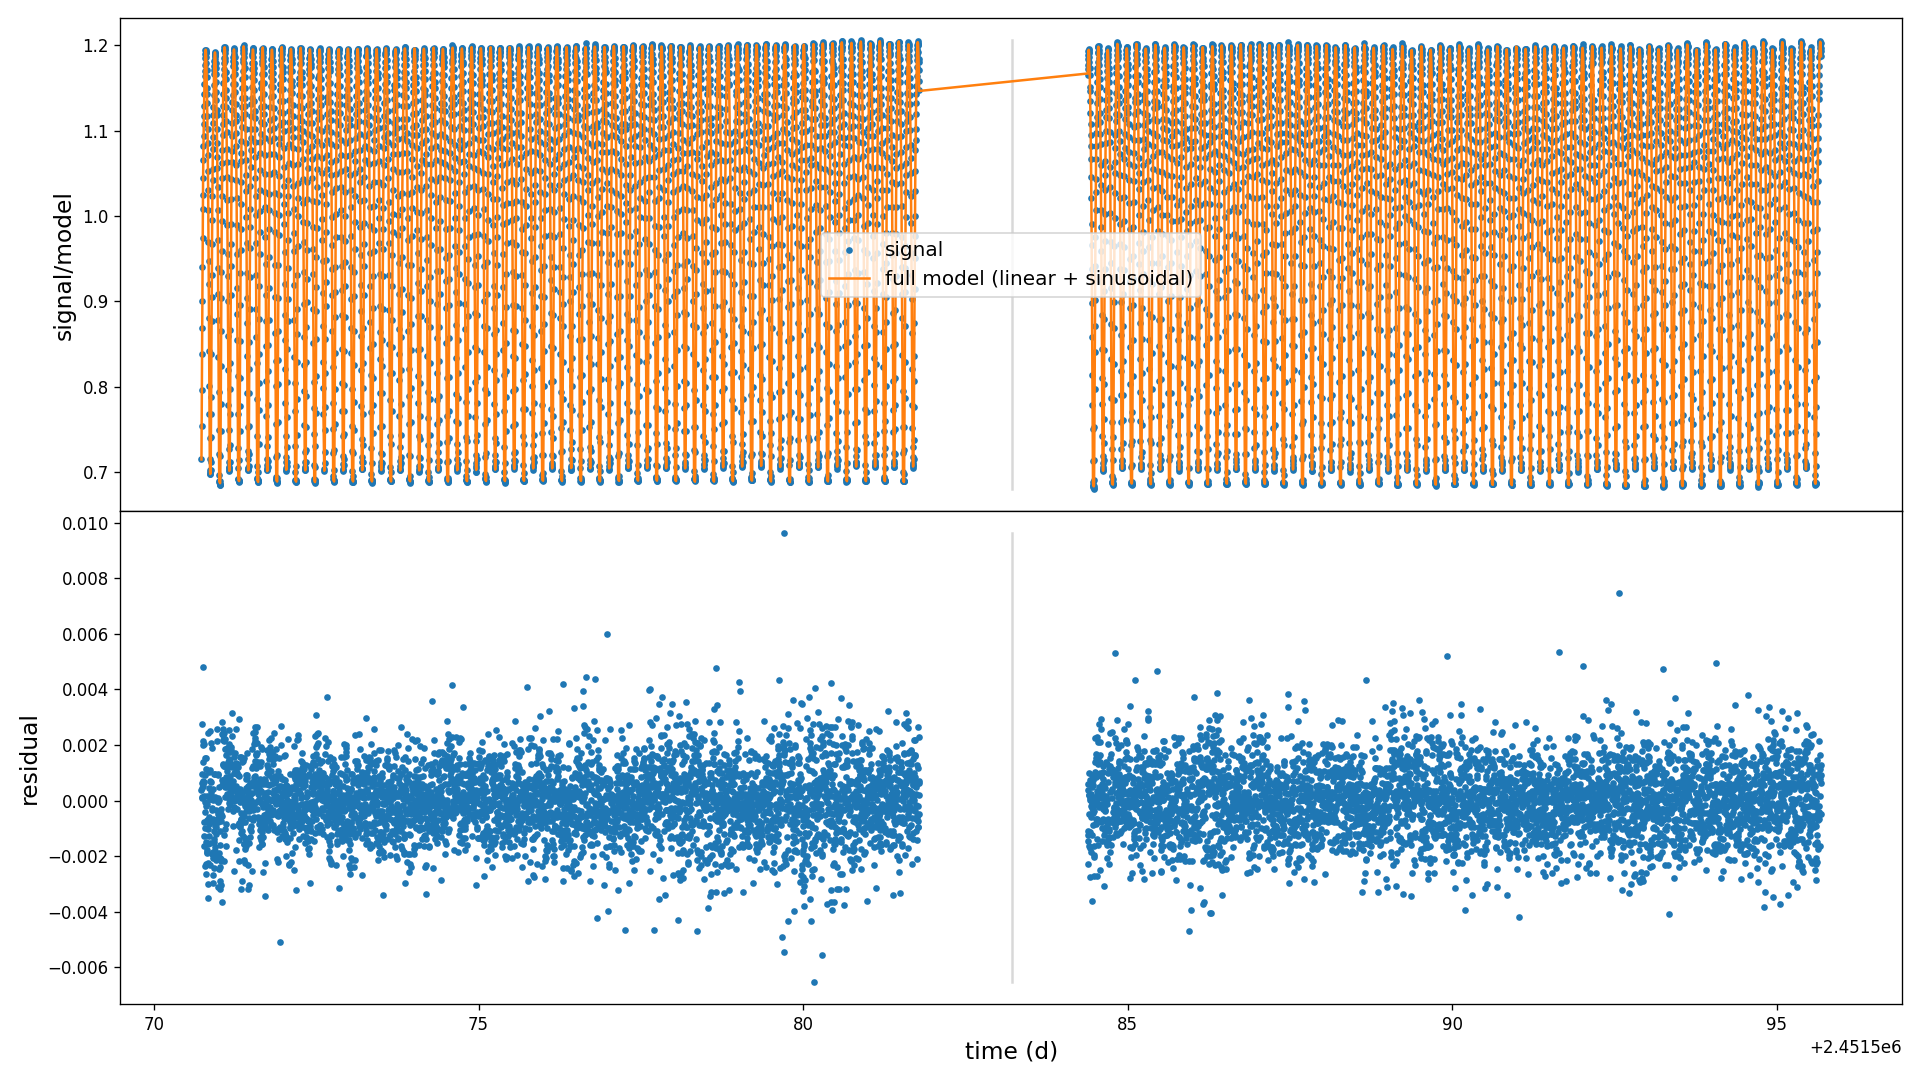 1.2
1.1
1.0
0.9
0.8
0.7
signal/model
signal
full model (linear + sinusoidal)
0.010
0.008
0.006
0.004
0.002
0.000
−0.002
−0.004
−0.006
residual
70 75 80 85 90 95
time (d)
+2.4515e6